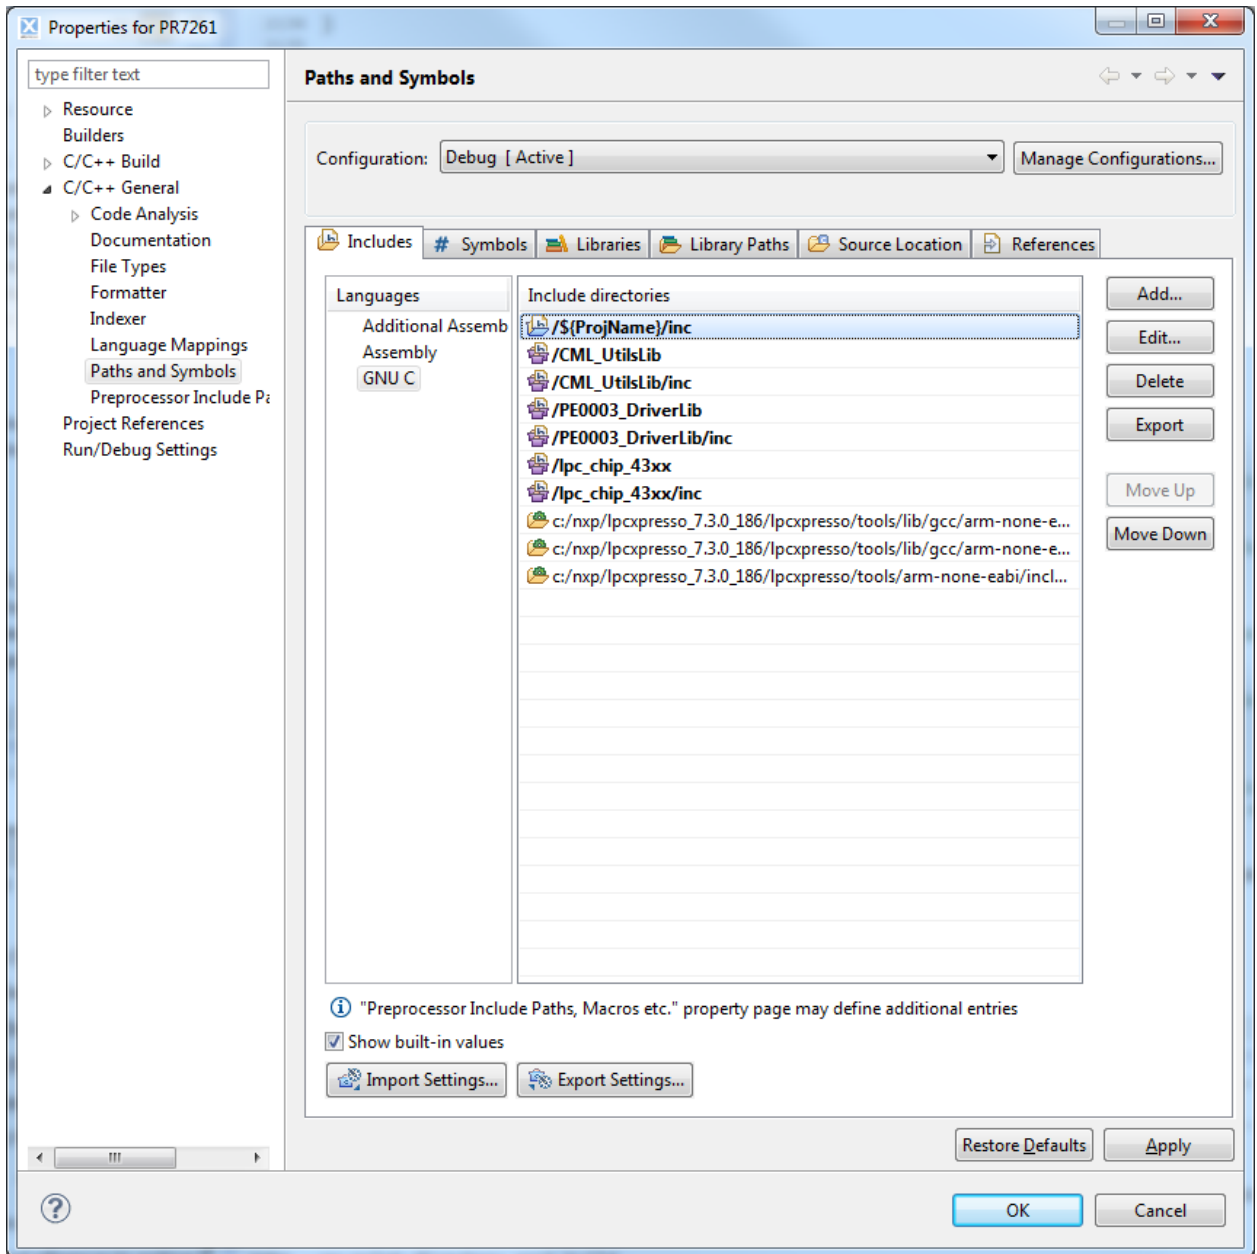 Properties for PR7261
type filter text
Resource
Builders
C/C++ Build
C/C++ General
Code Analysis
Documentation
File Types
Formatter
Indexer
Language Mappings
Paths and Symbols
Preprocessor Include Pa
Project References
Run/Debug Settings
Paths and Symbols
Configuration: Debug [ Active ] Manage Configurations...
Includes # Symbols Libraries Library Paths Source Location References
Languages
Additional Assemb
Assembly
GNU C
Include directories
/${ProjName}/inc
/CML_UtilsLib
/CML_UtilsLib/inc
/PE0003_DriverLib
/PE0003_DriverLib/inc
/lpc_chip_43xx
/lpc_chip_43xx/inc
c:/nxp/lpcxpresso_7.3.0_186/lpcxpresso/tools/lib/gcc/arm-none-e...
c:/nxp/lpcxpresso_7.3.0_186/lpcxpresso/tools/lib/gcc/arm-none-e...
c:/nxp/lpcxpresso_7.3.0_186/lpcxpresso/tools/arm-none-eabi/incl...
Add...
Edit...
Delete
Export
Move Up
Move Down
"Preprocessor Include Paths, Macros etc." property page may define additional entries
Show built-in values
Import Settings... Export Settings...
Restore Defaults Apply
OK Cancel